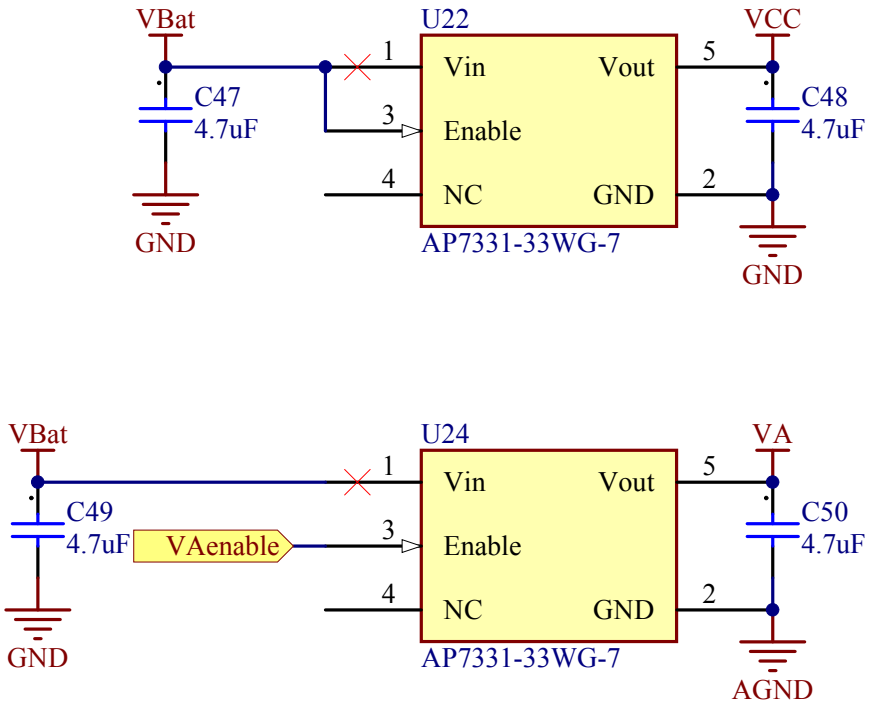 VBat
U22
VCC
1
Vin
Vout
5
C47
4.7uF
3
Enable
C48
4.7uF
4
NC
GND
2
GND
AP7331-33WG-7
GND
VBat
U24
VA
1
Vin
Vout
5
C49
4.7uF
VAenable
3
Enable
C50
4.7uF
4
NC
GND
2
GND
AP7331-33WG-7
AGND